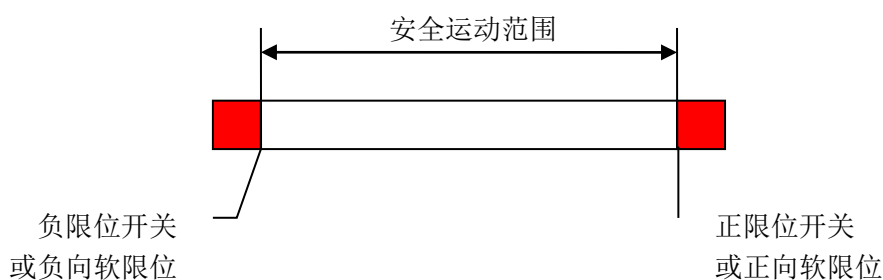 安全运动范围
负限位开关
或负向软限位
正限位开关
或正向软限位